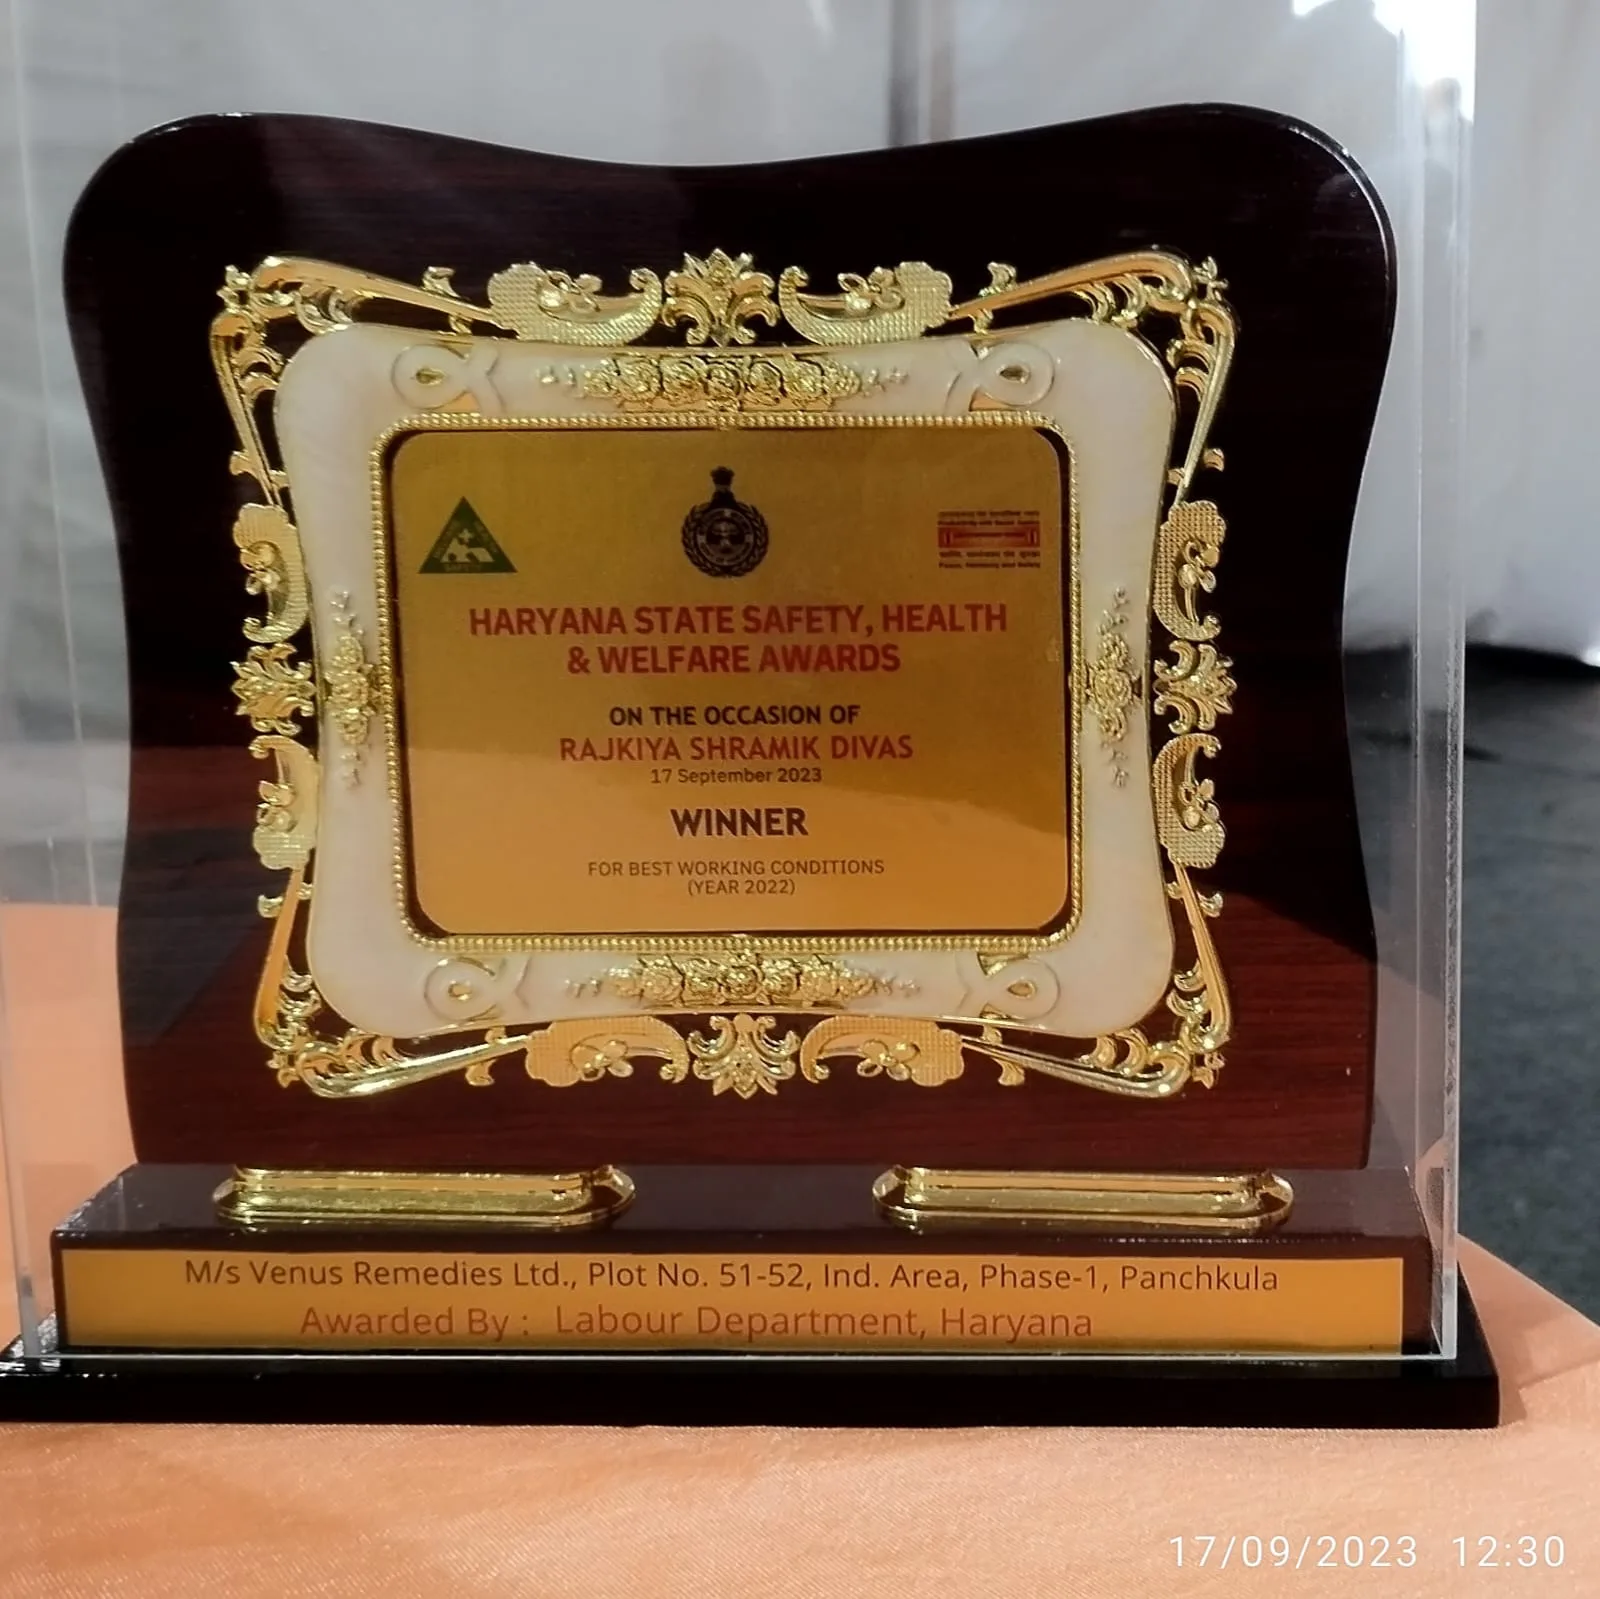 HARYANA STATE SAFETY, HEALTH
& WELFARE AWARDS
ON THE OCCASION OF
RAJKIYA SHRAMIK DIVAS
17 September 2023
WINNER
FOR BEST WORKING CONDITIONS
(YEAR 2022)
M/s Venus Remedies Ltd., Plot No. 51-52, Ind. Area, Phase-1, Panchkula
Awarded By : Labour Department, Haryana
17/09/2023 12:30